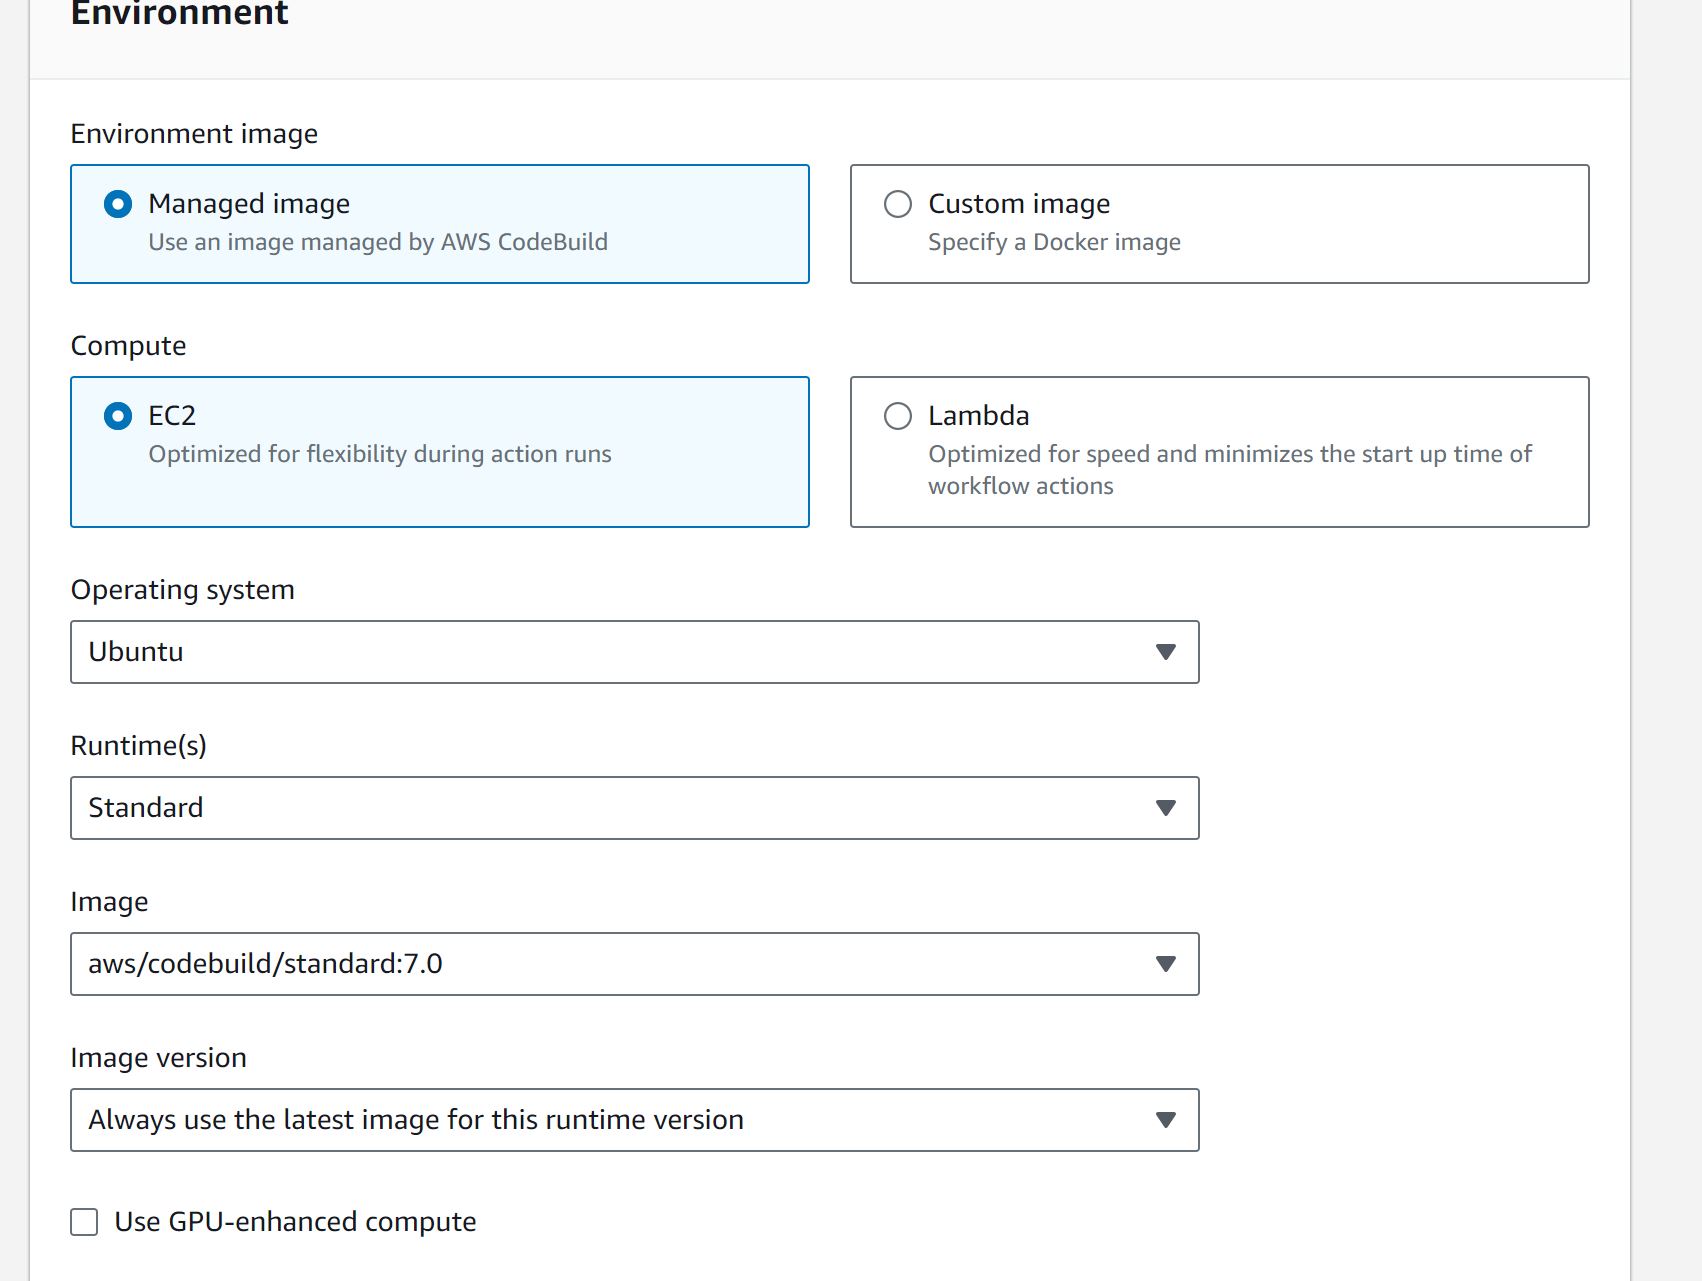 Environment
Environment image
Managed image
Use an image managed by AWS CodeBuild
Custom image
Specify a Docker image
Compute
EC2
Optimized for flexibility during action runs
Lambda
Optimized for speed and minimizes the start up time of
workflow actions
Operating system
Ubuntu
Runtime(s)
Standard
Image
aws/codebuild/standard:7.0
Image version
Always use the latest image for this runtime version
Use GPU-enhanced compute